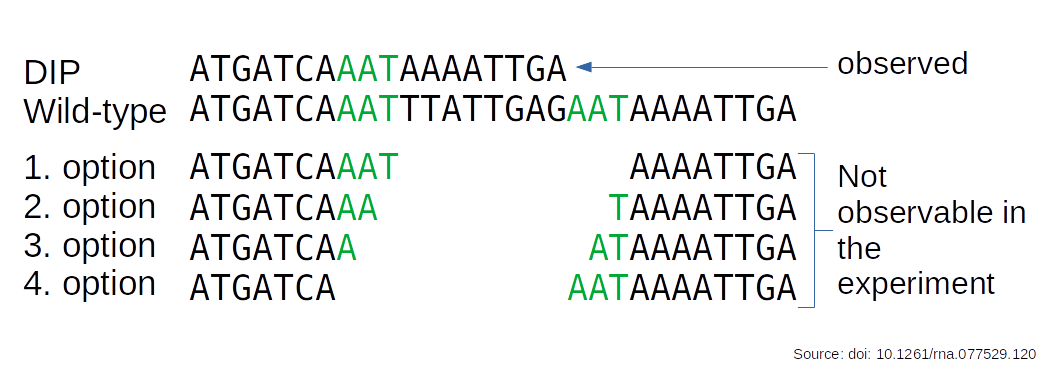 DIP ATGATCAAATAAAATTGA observed
Wild-type ATGATCAAATTTATTGAGAATAAAATTGA
1. option ATGATCAAAT AAAATTGA
2. option ATGATCAAA TAAAATTGA
3. option ATGATCAA ATAAAATTGA
4. option ATGATCA AATAAAATTGA
Not
observable in
the
experiment
Source: doi: 10.1261/rna.077529.120